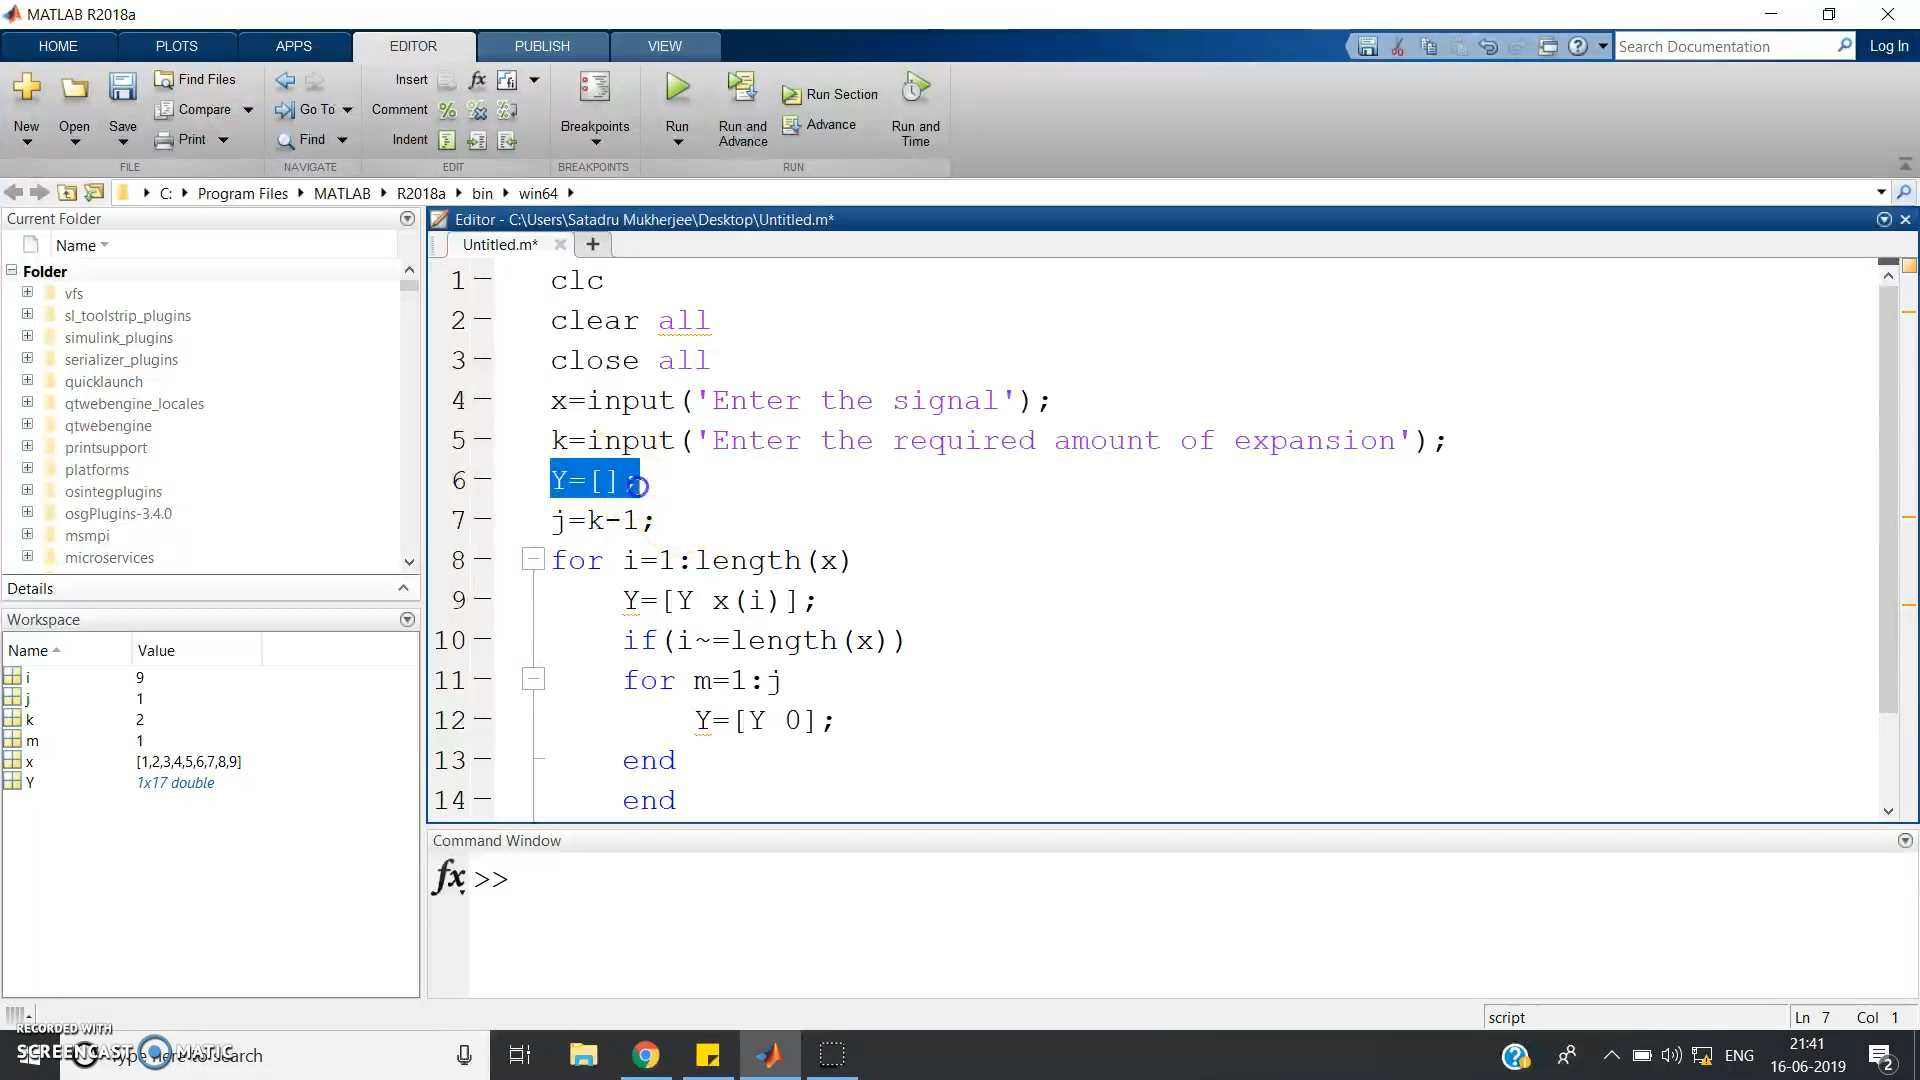 MATLAB R2018a
HOME PLOTS APPS EDITOR PUBLISH VIEW Search Documentation Log In
New Open Save Find Files Compare Print Go To Find Insert fx Comment Indent Breakpoints Run Run and Advance Run Section Advance Run and Time
FILE NAVIGATE EDIT BREAKPOINTS RUN
C: Program Files MATLAB R2018a bin win64
Current Folder
Name
Folder
vfs
sl_toolstrip_plugins
simulink_plugins
serializer_plugins
quicklaunch
qtwebengine_locales
qtwebengine
printsupport
platforms
osintegplugins
osgPlugins-3.4.0
msmpi
microservices
Details
Workspace
Name Value
i 9
j 1
k 2
m 1
x [1,2,3,4,5,6,7,8,9]
Y 1x17 double
Editor - C:\Users\Satadru Mukherjee\Desktop\Untitled.m*
Untitled.m*
1 clc
2 clear all
3 close all
4 x=input('Enter the signal');
5 k=input('Enter the required amount of expansion');
6 Y=[];
7 j=k-1;
8 for i=1:length(x)
9 Y=[Y x(i)];
10 if(i~=length(x))
11 for m=1:j
12 Y=[Y 0];
13 end
14 end
Command Window
fx >>
script Ln 7 Col 1
RECORDED WITH
SCREENCAST MATIC
Type here to search
ENG
21:41
16-06-2019
2